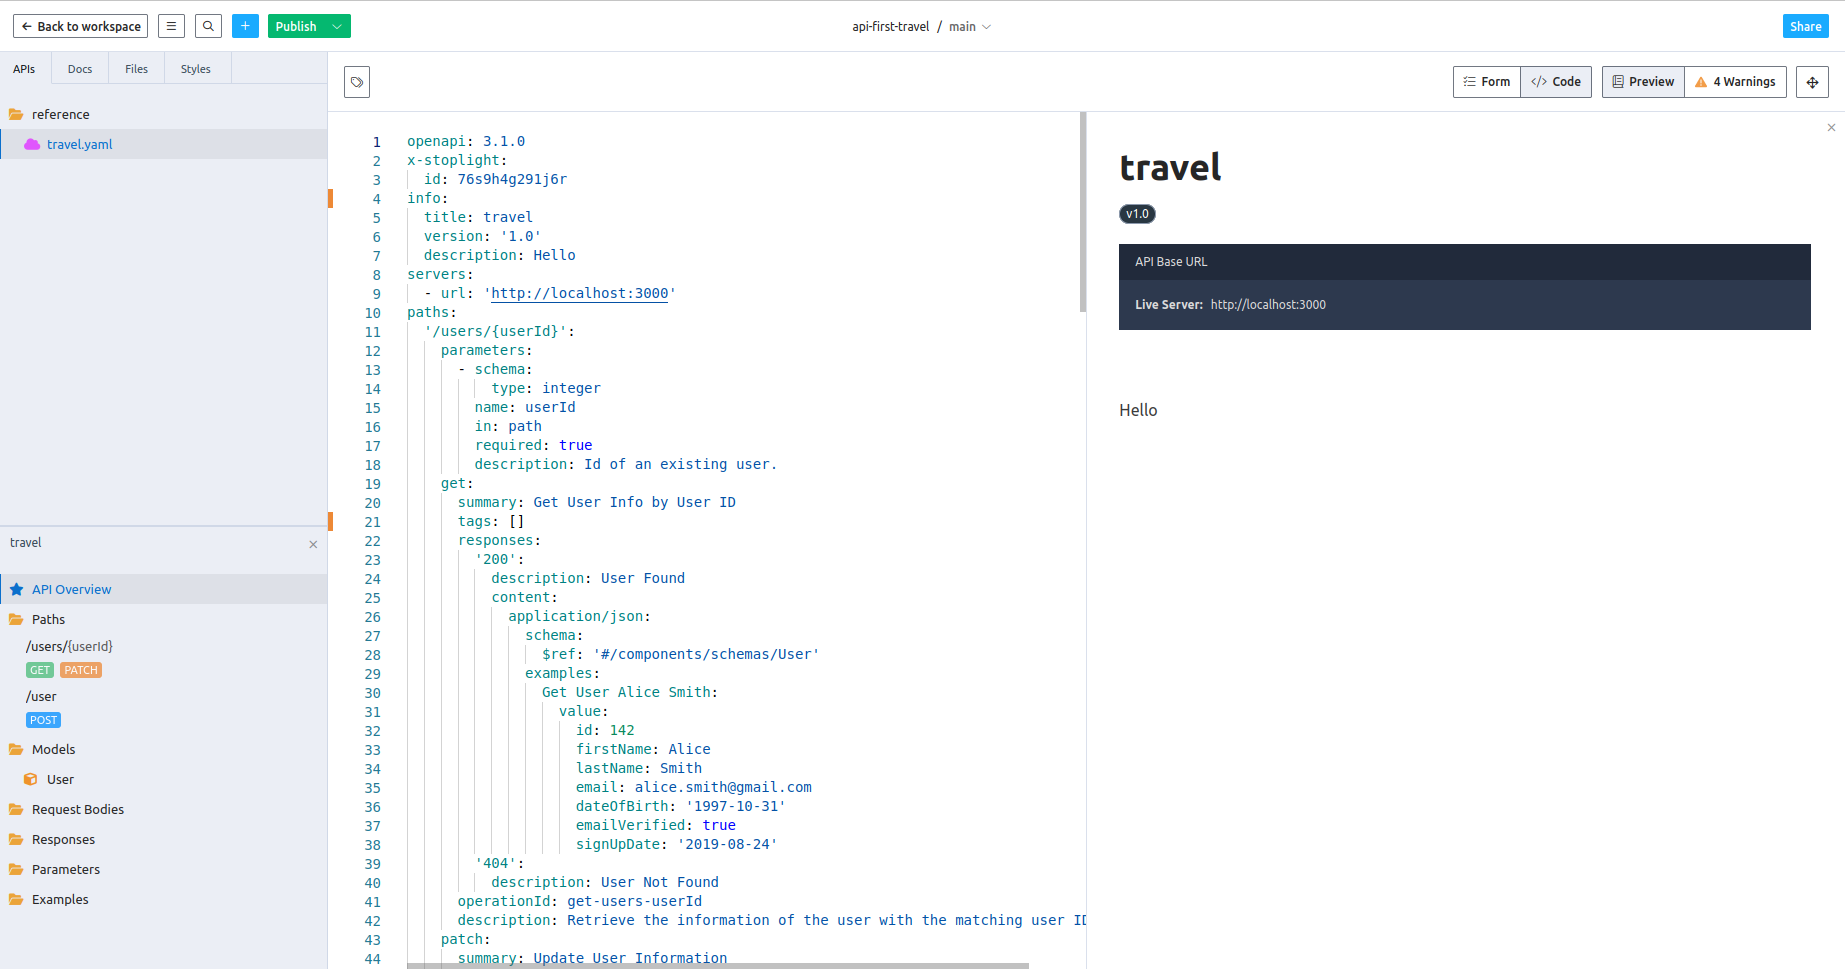 Back to workspace
Publish
api-first-travel / main
Share
APIs Docs Files Styles
Form </> Code Preview 4 Warnings
reference
travel.yaml
travel
API Overview
Paths
/users/{userId}
GET PATCH
/user
POST
Models
User
Request Bodies
Responses
Parameters
Examples
1 openapi: 3.1.0
2 x-stoplight:
3 id: 76s9h4g291j6r
4 info:
5 title: travel
6 version: '1.0'
7 description: Hello
8 servers:
9 - url: 'http://localhost:3000'
10 paths:
11 '/users/{userId}':
12 parameters:
13 - schema:
14 type: integer
15 name: userId
16 in: path
17 required: true
18 description: Id of an existing user.
19 get:
20 summary: Get User Info by User ID
21 tags: []
22 responses:
23 '200':
24 description: User Found
25 content:
26 application/json:
27 schema:
28 $ref: '#/components/schemas/User'
29 examples:
30 Get User Alice Smith:
31 value:
32 id: 142
33 firstName: Alice
34 lastName: Smith
35 email: alice.smith@gmail.com
36 dateOfBirth: '1997-10-31'
37 emailVerified: true
38 signUpDate: '2019-08-24'
39 '404':
40 description: User Not Found
41 operationId: get-users-userId
42 description: Retrieve the information of the user with the matching user ID
43 patch:
44 summary: Update User Information
travel
v1.0
API Base URL
Live Server: http://localhost:3000
Hello